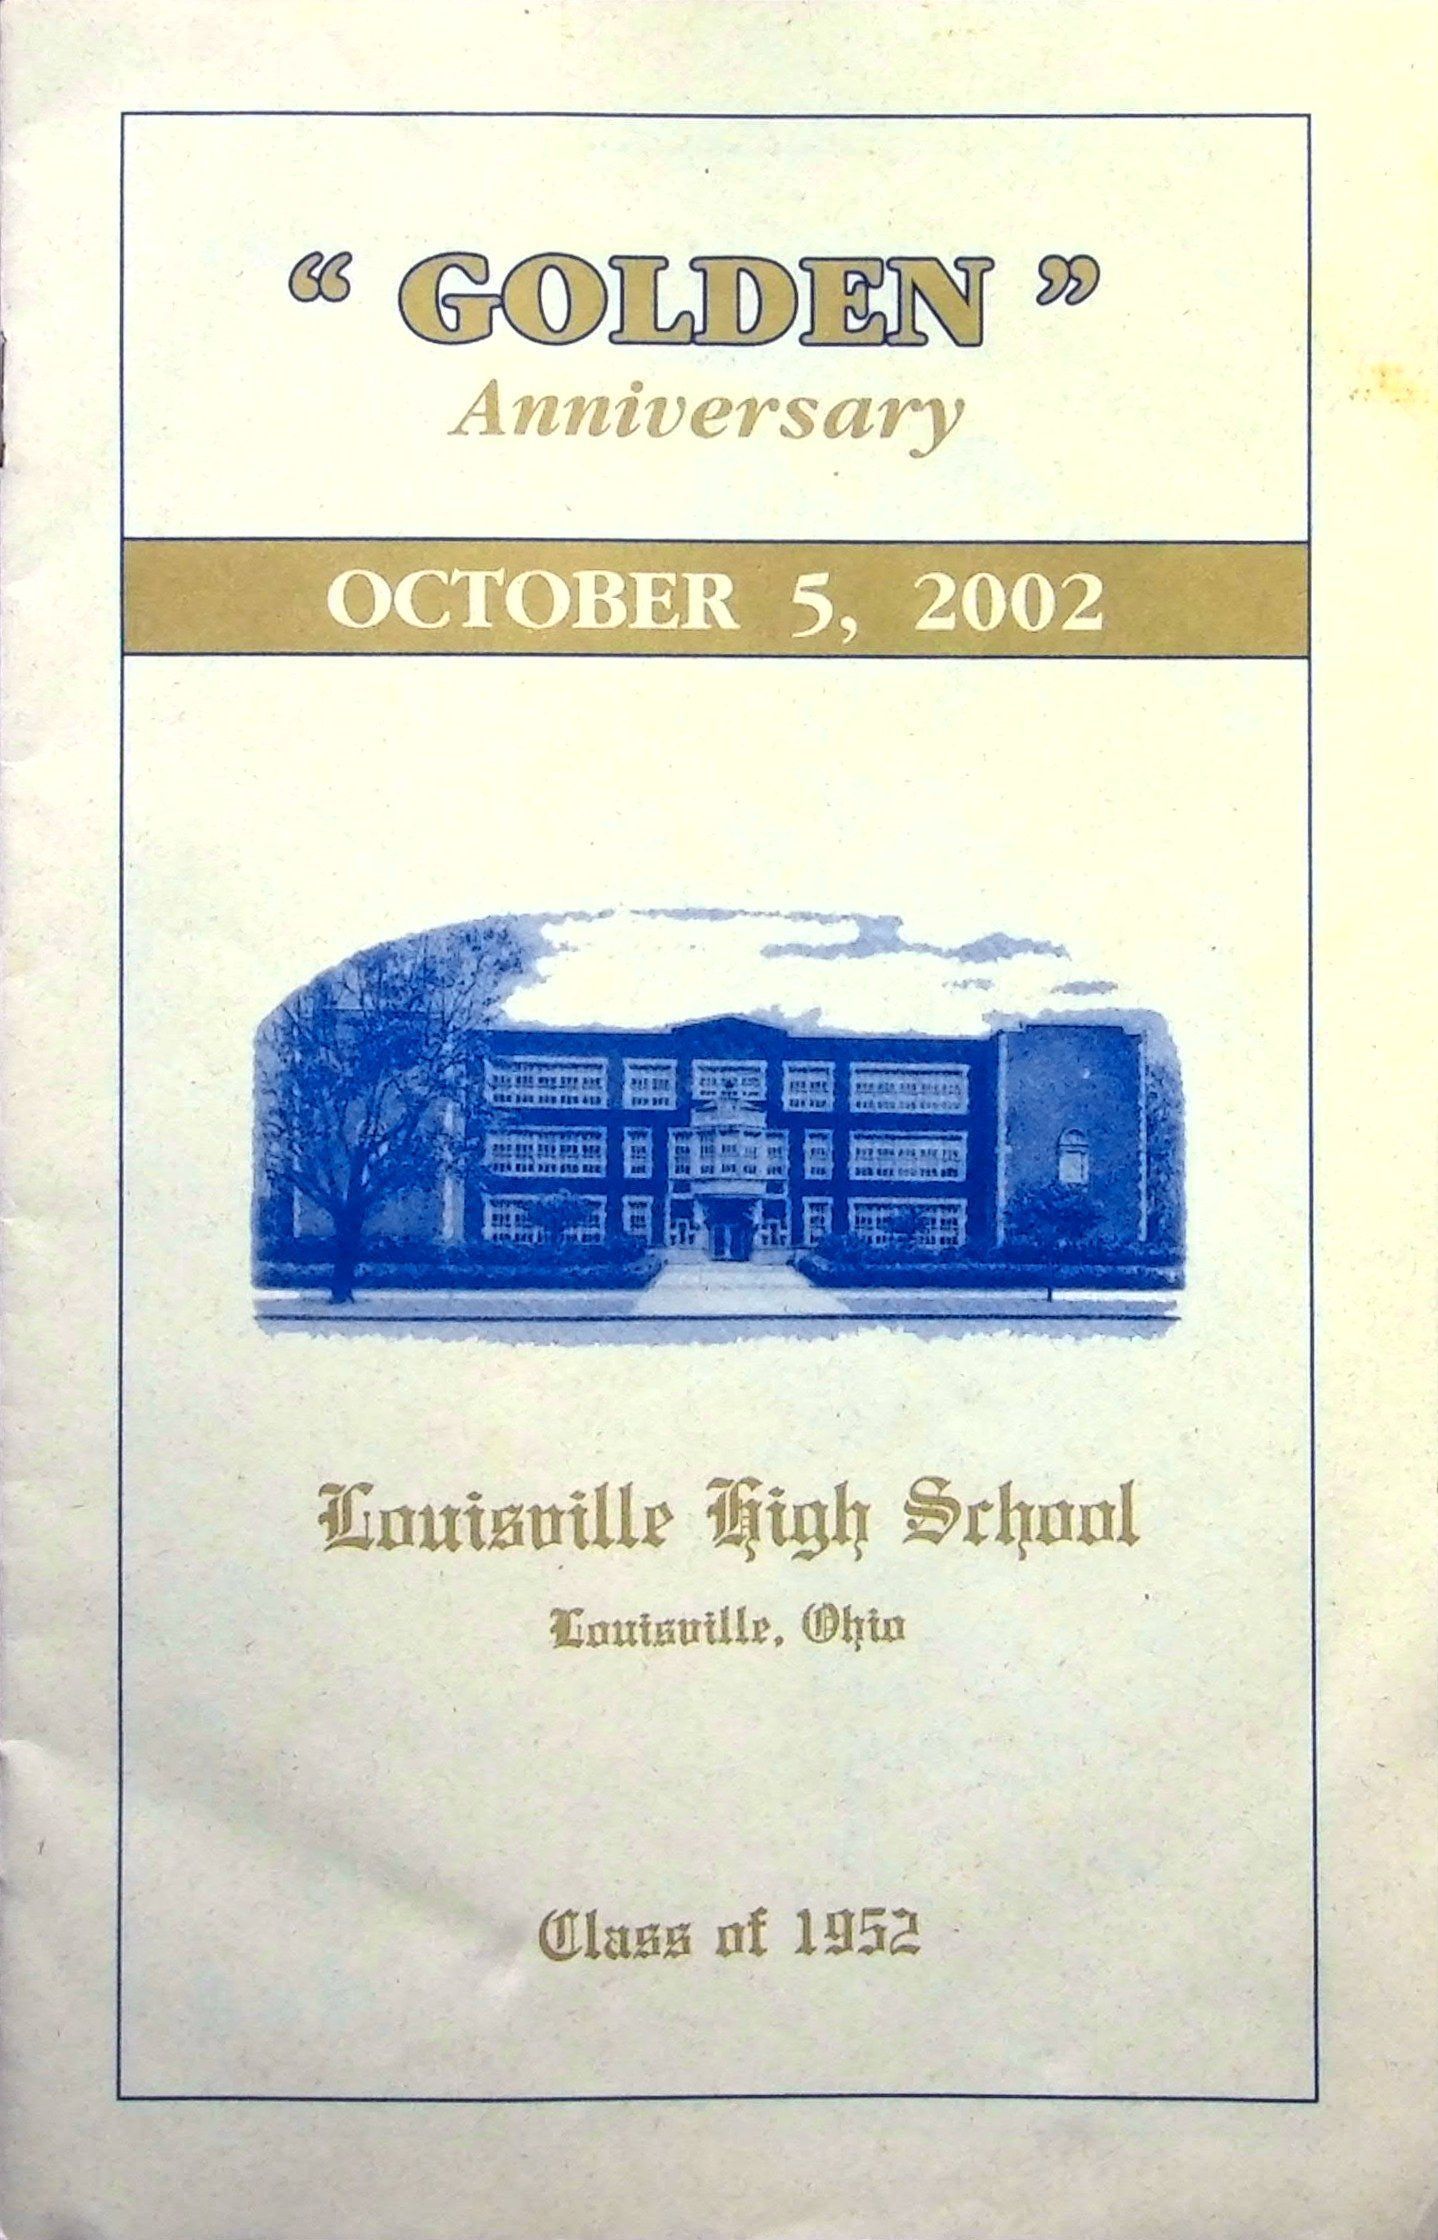 “ GOLDEN ”
Anniversary
OCTOBER 5, 2002
Louisville High School
Louisville, Ohio
Class of 1952